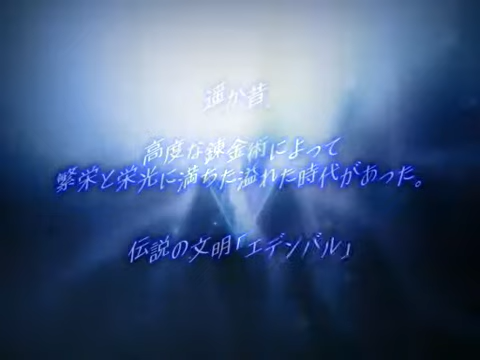 遥か昔
高度な錬金術によって
繁栄と栄光に満ちた溢れた時代があった。
伝説の文明「エデンバル」